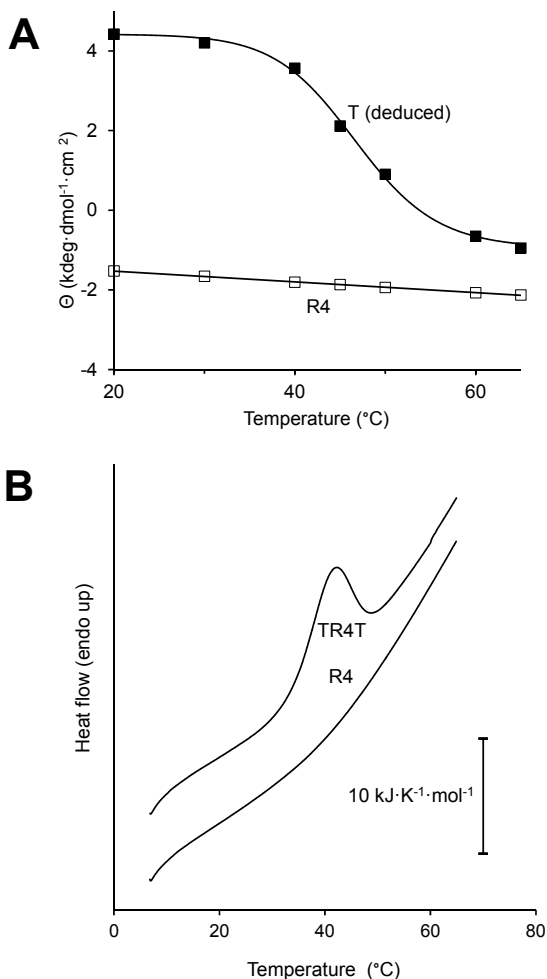 A
4
2
0
-2
-4
Θ (kdeg·dmol⁻¹·cm ²)
T (deduced)
R4
20
40
60
Temperature (°C)
B
Heat flow (endo up)
TR4T
R4
10 kJ·K⁻¹·mol⁻¹
0
20
40
60
80
Temperature (°C)